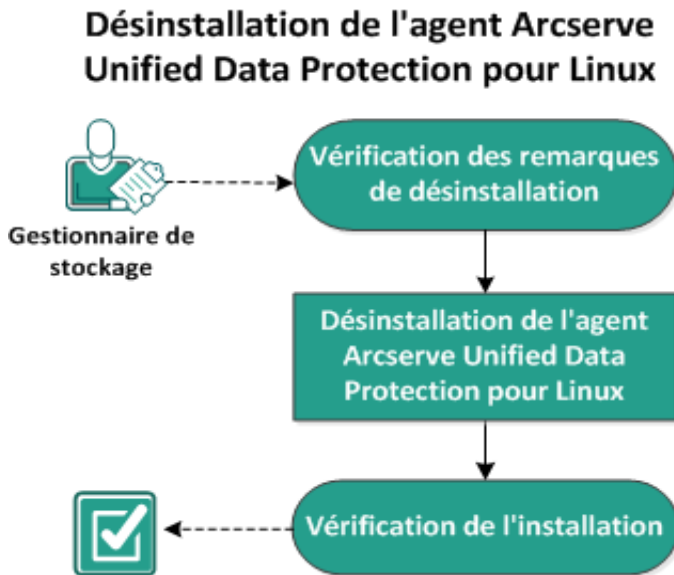 Désinstallation de l'agent Arcserve
Unified Data Protection pour Linux
Vérification des remarques
de désinstallation
Gestionnaire de
stockage
Désinstallation de l'agent
Arcserve Unified Data
Protection pour Linux
Vérification de l'installation